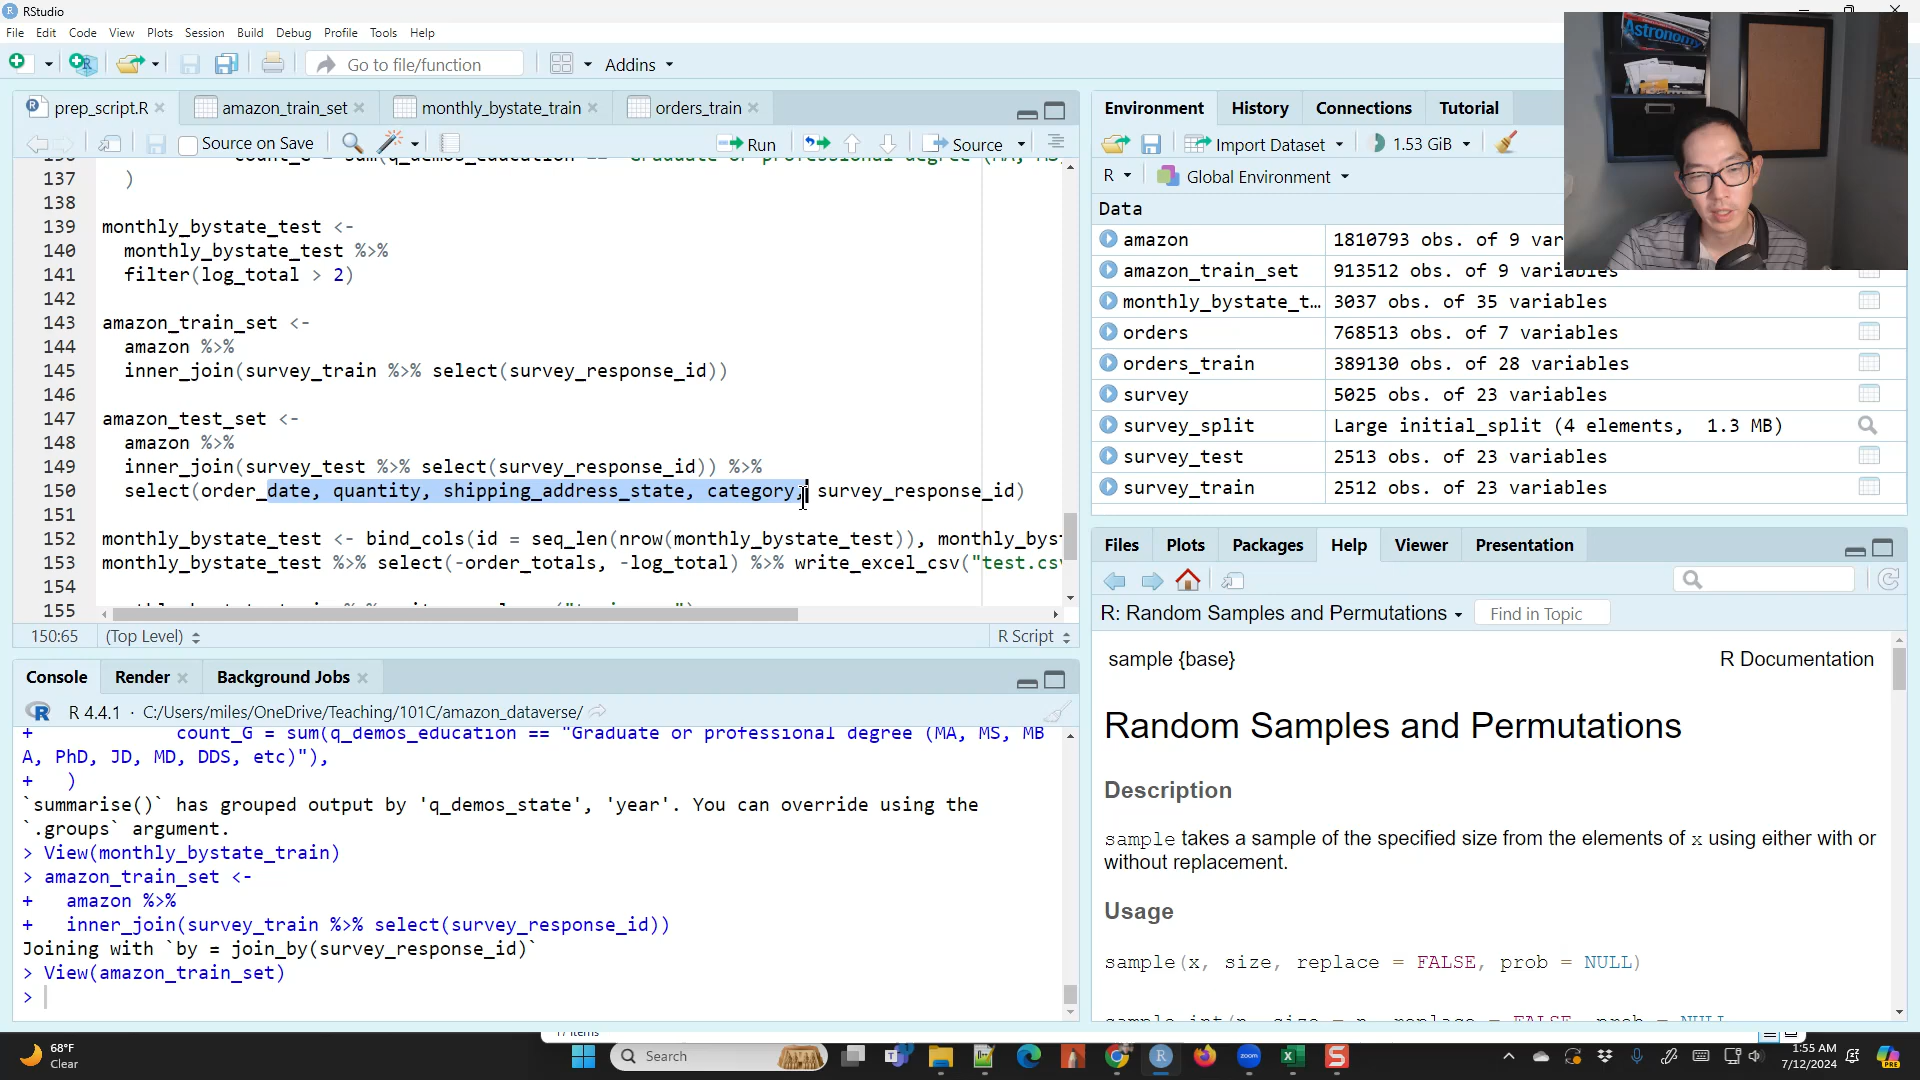 RStudio
File Edit Code View Plots Session Build Debug Profile Tools Help
Go to file/function Addins
prep_script.R amazon_train_set monthly_bystate_train orders_train
Source on Save Run Source
137 )
138
139 monthly_bystate_test <-
140 monthly_bystate_test %>%
141 filter(log_total > 2)
142
143 amazon_train_set <-
144 amazon %>%
145 inner_join(survey_train %>% select(survey_response_id))
146
147 amazon_test_set <-
148 amazon %>%
149 inner_join(survey_test %>% select(survey_response_id)) %>%
150 select(order_date, quantity, shipping_address_state, category, survey_response_id)
151
152 monthly_bystate_test <- bind_cols(id = seq_len(nrow(monthly_bystate_test)), monthly_byst
153 monthly_bystate_test %>% select(-order_totals, -log_total) %>% write_excel_csv("test.csv
154
155
150:65 (Top Level) R Script
Console Render Background Jobs
R 4.4.1 · C:/Users/miles/OneDrive/Teaching/101C/amazon_dataverse/
+ count_G = sum(q_demos_education == "Graduate or professional degree (MA, MS, MB
A, PhD, JD, MD, DDS, etc)"),
+ )
`summarise()` has grouped output by 'q_demos_state', 'year'. You can override using the
`.groups` argument.
> View(monthly_bystate_train)
> amazon_train_set <-
+ amazon %>%
+ inner_join(survey_train %>% select(survey_response_id))
Joining with `by = join_by(survey_response_id)`
> View(amazon_train_set)
>
Environment History Connections Tutorial
Import Dataset 1.53 GiB
R Global Environment
Data
amazon 1810793 obs. of 9 var
amazon_train_set 913512 obs. of 9 variables
monthly_bystate_t… 3037 obs. of 35 variables
orders 768513 obs. of 7 variables
orders_train 389130 obs. of 28 variables
survey 5025 obs. of 23 variables
survey_split Large initial_split (4 elements, 1.3 MB)
survey_test 2513 obs. of 23 variables
survey_train 2512 obs. of 23 variables
Files Plots Packages Help Viewer Presentation
R: Random Samples and Permutations Find in Topic
sample {base} R Documentation
Random Samples and Permutations
Description
sample takes a sample of the specified size from the elements of x using either with or
without replacement.
Usage
sample(x, size, replace = FALSE, prob = NULL)
Astronomy
68°F
Clear
Search
zoom
1:55 AM
7/12/2024